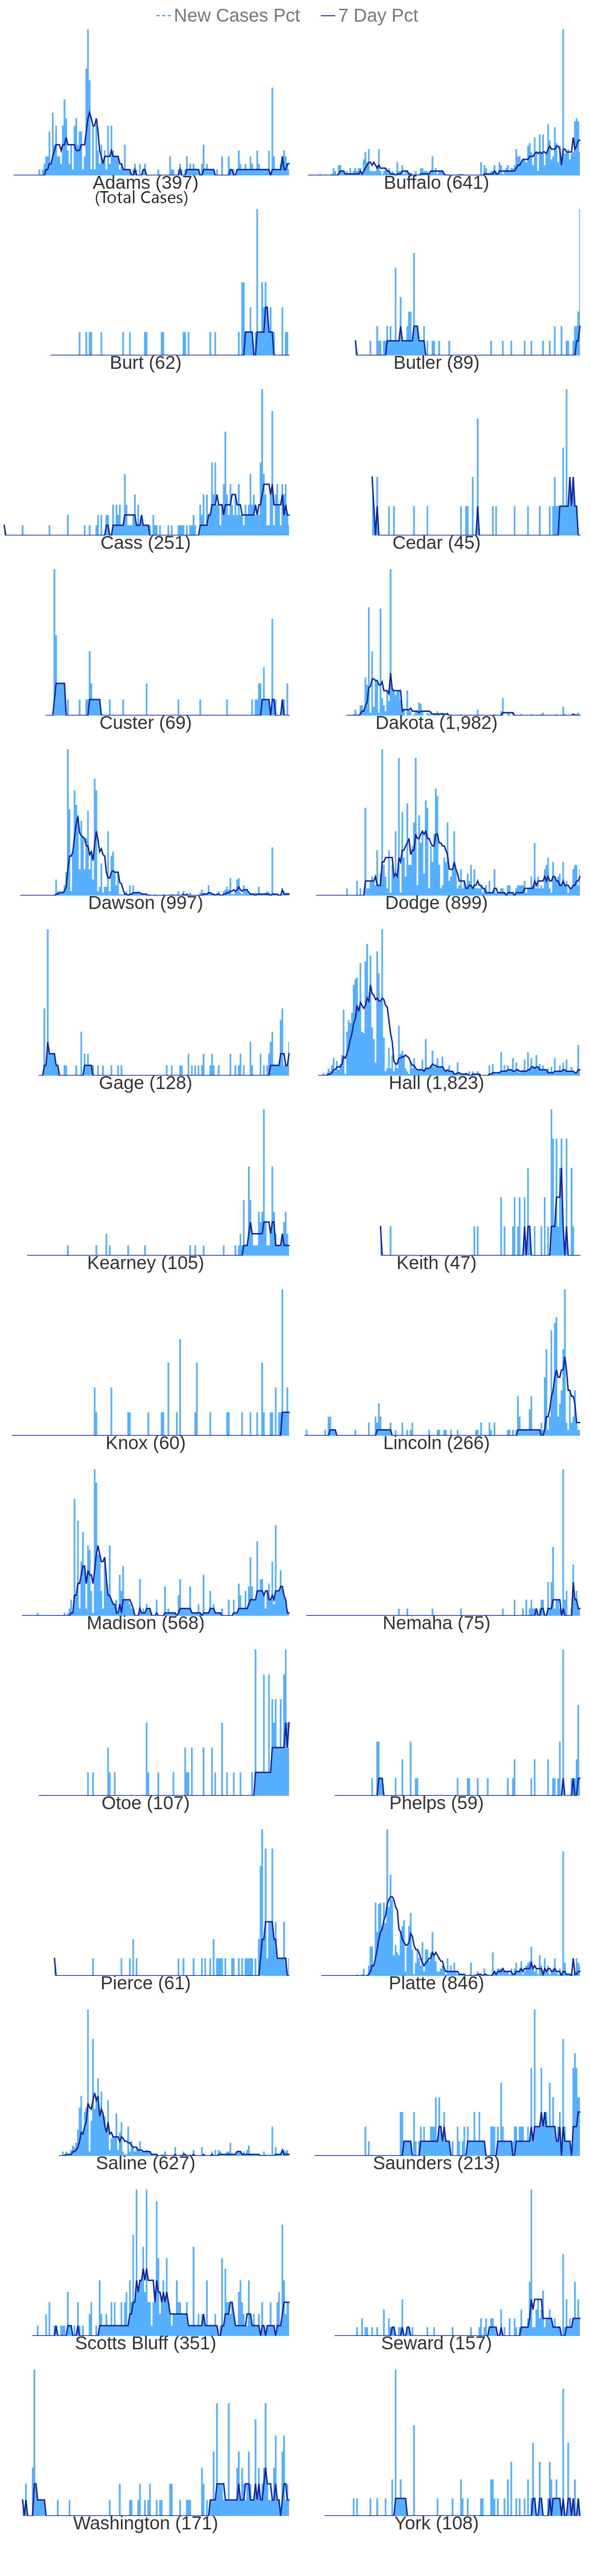 New Cases Pct 7 Day Pct
Adams (397) Buffalo (641)
(Total Cases)
Burt (62) Butler (89)
Cass (251) Cedar (45)
Custer (69) Dakota (1,982)
Dawson (997) Dodge (899)
Gage (128) Hall (1,823)
Kearney (105) Keith (47)
Knox (60) Lincoln (266)
Madison (568) Nemaha (75)
Otoe (107) Phelps (59)
Pierce (61) Platte (846)
Saline (627) Saunders (213)
Scotts Bluff (351) Seward (157)
Washington (171) York (108)